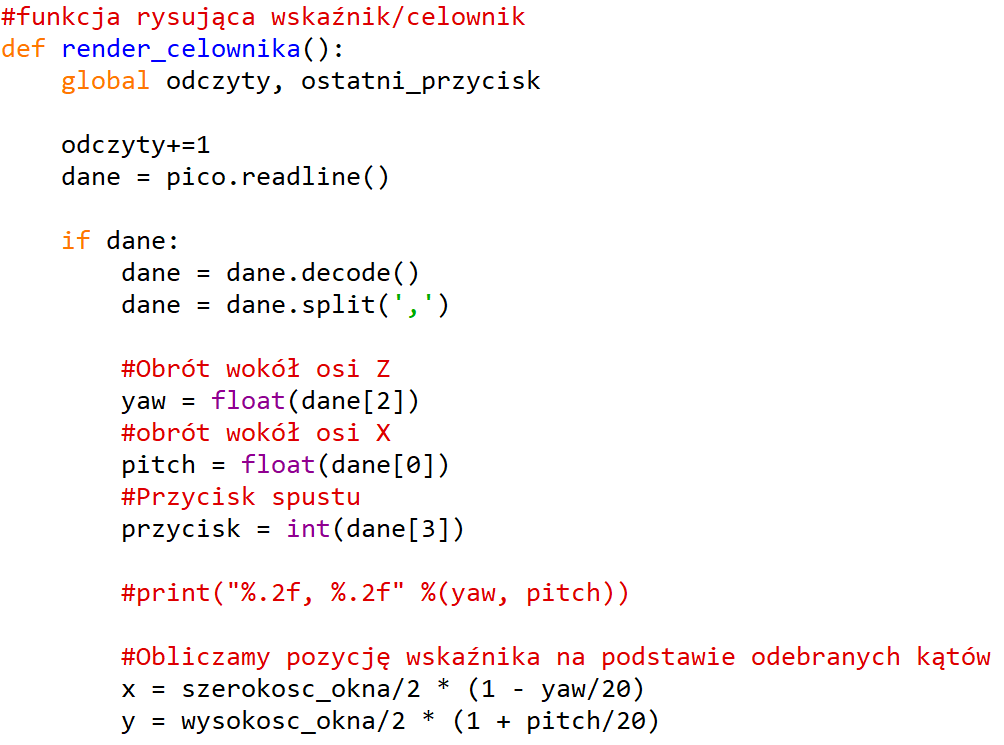 #funkcja rysująca wskaźnik/celownik
def render_celownika():
    global odczyty, ostatni_przycisk

    odczyty+=1
    dane = pico.readline()

    if dane:
        dane = dane.decode()
        dane = dane.split(',')

        #Obrót wokół osi Z
        yaw = float(dane[2])
        #obrót wokół osi X
        pitch = float(dane[0])
        #Przycisk spustu
        przycisk = int(dane[3])

        #print("%.2f, %.2f" %(yaw, pitch))

        #Obliczamy pozycję wskaźnika na podstawie odebranych kątów
        x = szerokosc_okna/2 * (1 - yaw/20)
        y = wysokosc_okna/2 * (1 + pitch/20)